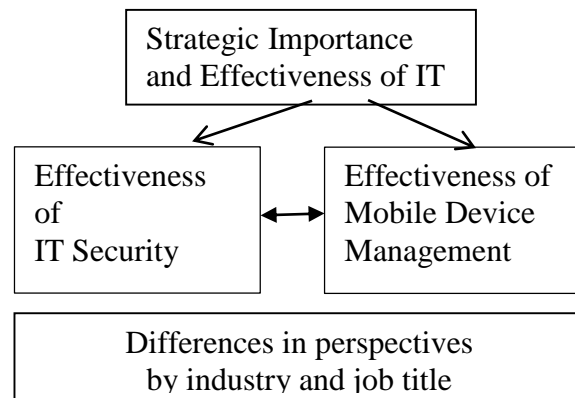 Strategic Importance
and Effectiveness of IT
Effectiveness
of
IT Security
Effectiveness of
Mobile Device
Management
Differences in perspectives
by industry and job title